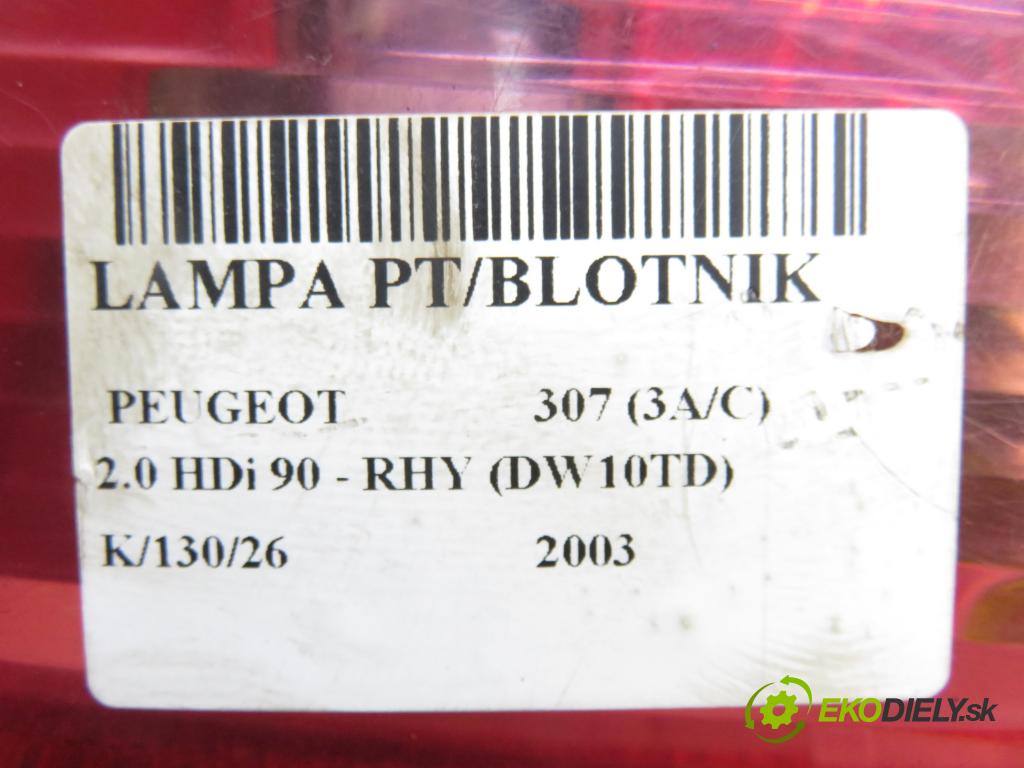 LAMPA PT/BLOTNIK
PEUGEOT 307 (3A/C)
2.0 HDi 90 - RHY (DW10TD)
K/130/26 2003
EKODIELY.sk